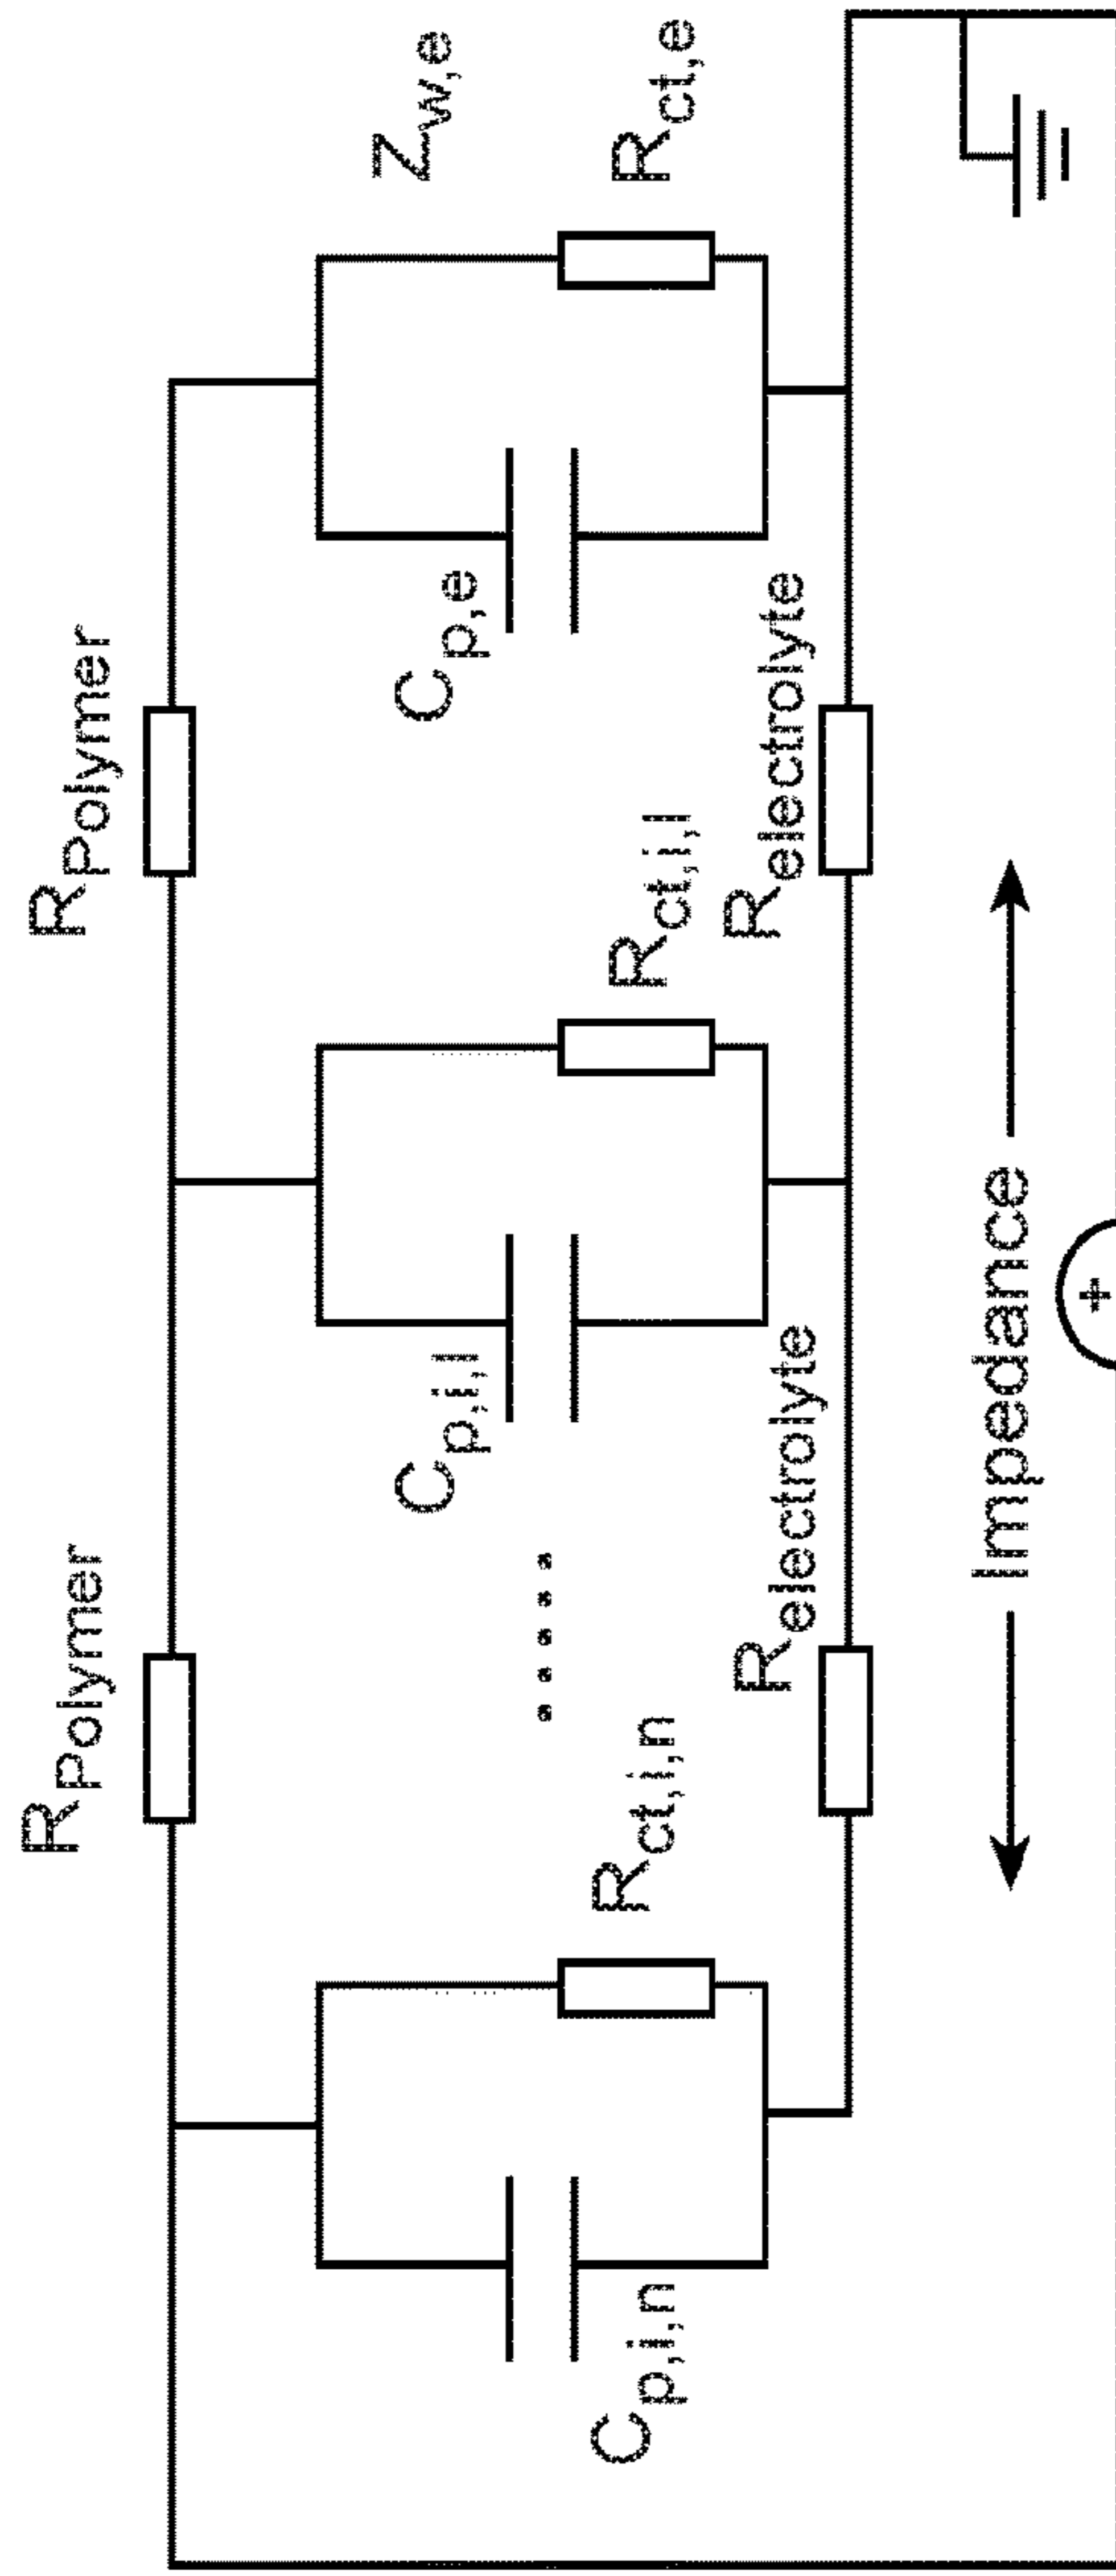 RPolymer
RPolymer
Zw,e
Cp,i,l
Cp,e
Cp,i,n
Rct,i,n
Rct,i,l
Rct,e
Relectrolyte
Relectrolyte
Impedance
+